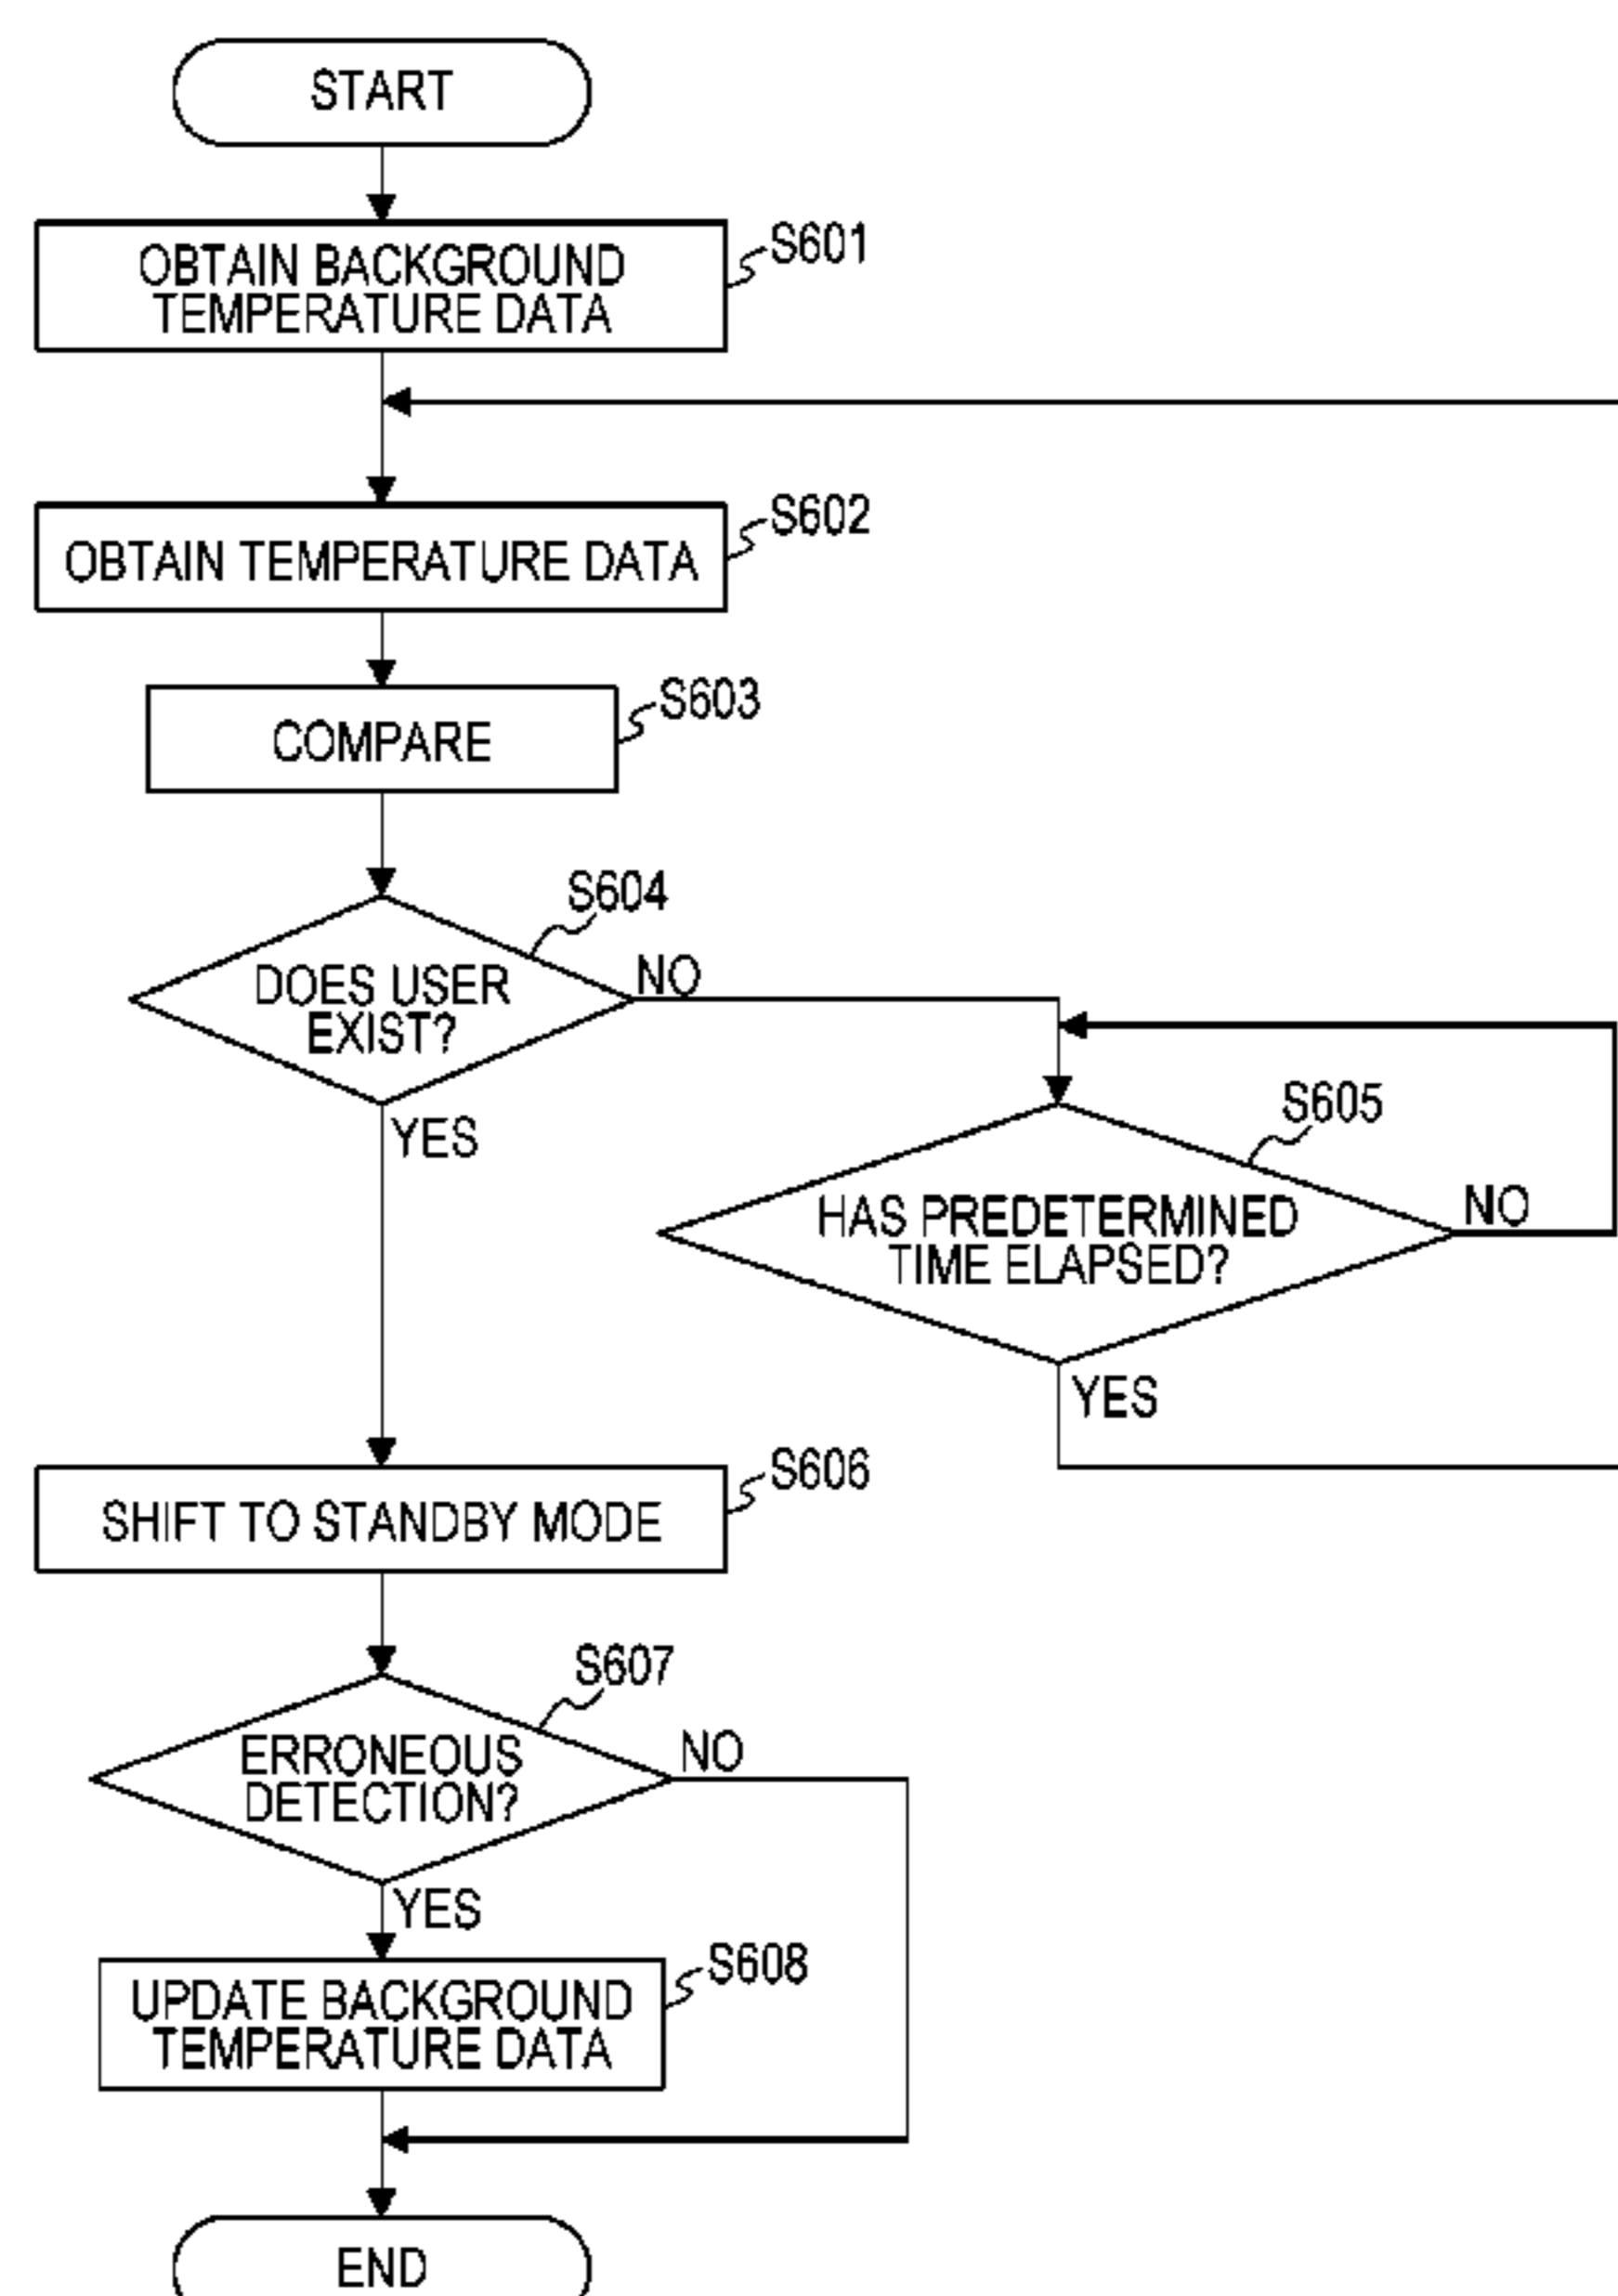 START
OBTAIN BACKGROUND
TEMPERATURE DATA
S601
OBTAIN TEMPERATURE DATA
S602
COMPARE
S603
DOES USER
EXIST?
S604
NO
YES
HAS PREDETERMINED
TIME ELAPSED?
S605
NO
YES
SHIFT TO STANDBY MODE
S606
ERRONEOUS
DETECTION?
S607
NO
YES
UPDATE BACKGROUND
TEMPERATURE DATA
S608
END